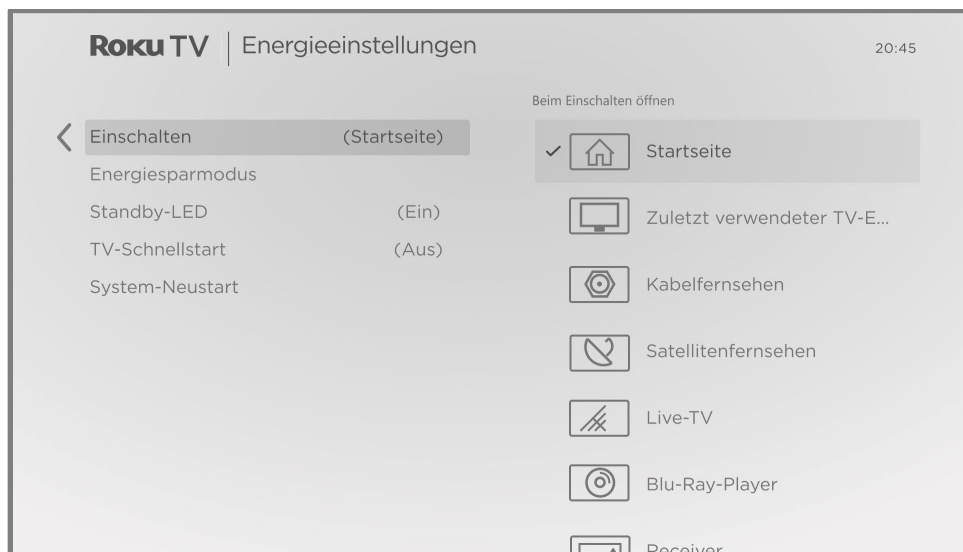 Roku TV | Energieeinstellungen
20:45
Einschalten (Startseite)
Energiesparmodus
Standby-LED (Ein)
TV-Schnellstart (Aus)
System-Neustart
Beim Einschalten öffnen
Startseite
Zuletzt verwendeter TV-E...
Kabelfernsehen
Satellitenfernsehen
Live-TV
Blu-Ray-Player
Receiver